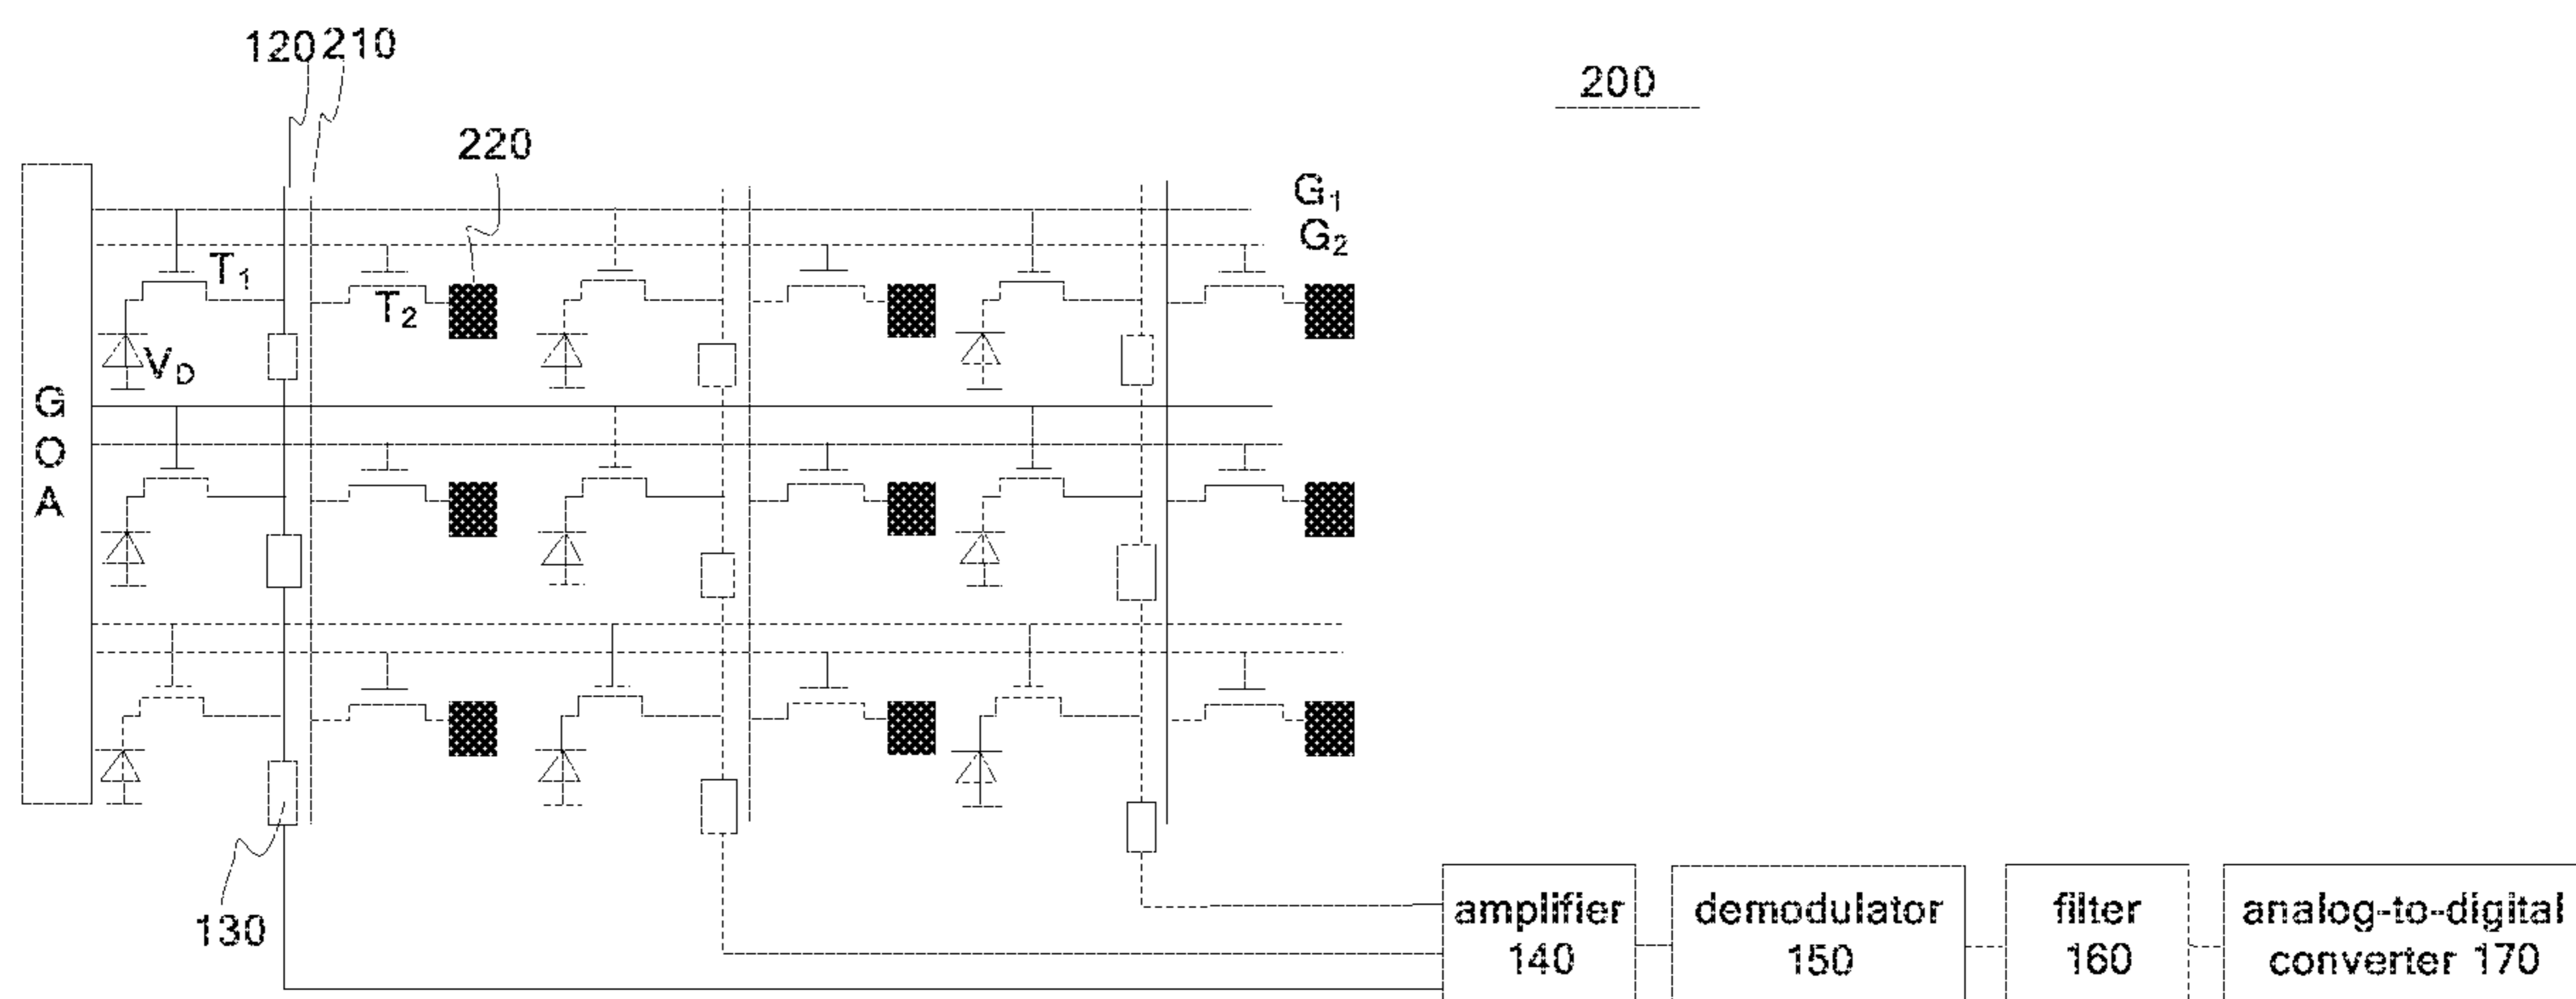 120 210
200
220
G1
G2
T1
T2
VD
G
O
A
130
amplifier
140
demodulator
150
filter
160
analog-to-digital
converter 170